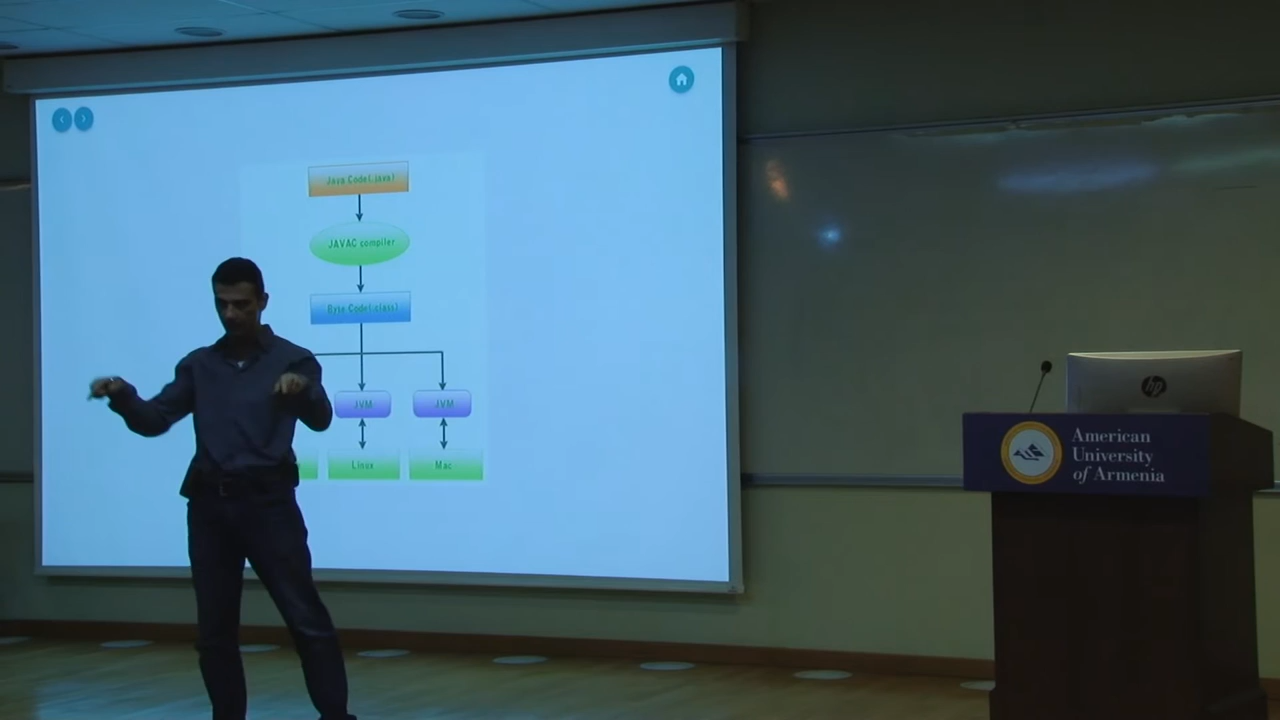 Java Code(.java)
JAVAC compiler
Byte Code(.class)
JVM
JVM
Linux
Mac
hp
American
University
of Armenia